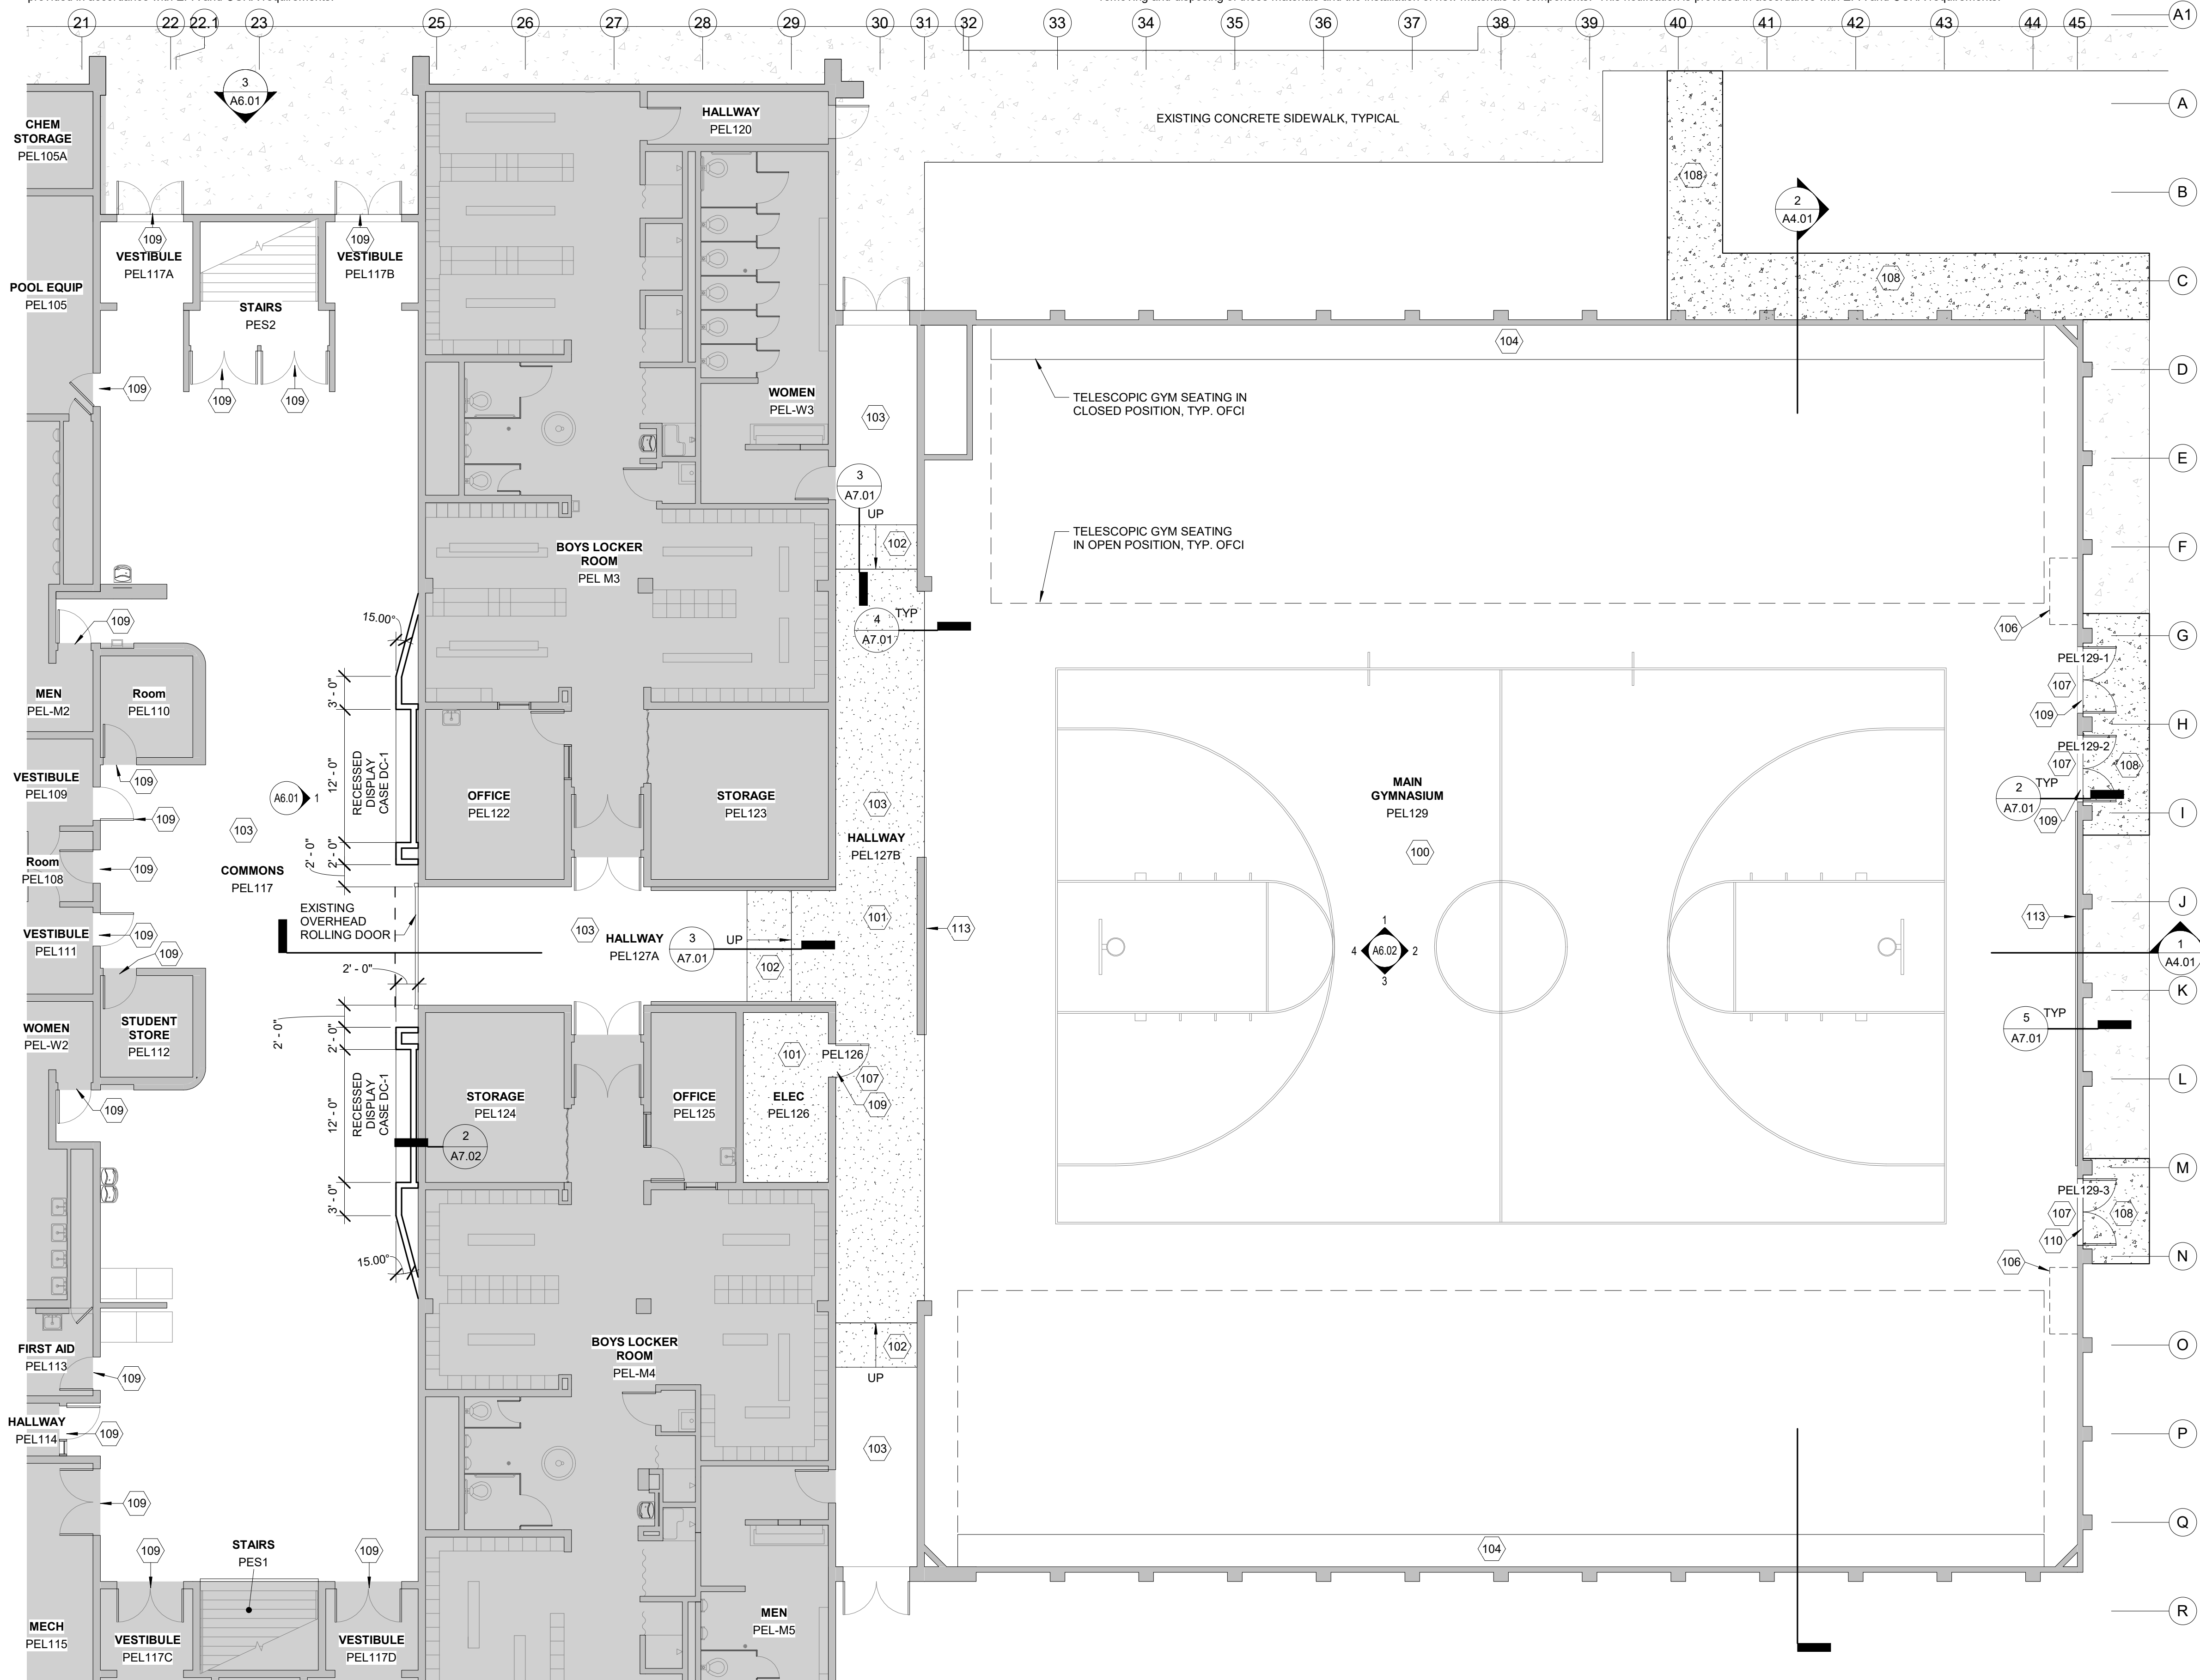 21
22
22.1
23
25
26
27
28
29
30
31
32
33
34
35
36
37
38
39
40
41
42
43
44
45
A1
A
B
C
D
E
F
G
H
I
J
K
L
M
N
O
P
Q
R
3
A6.01
CHEM
STORAGE
PEL105A
HALLWAY
PEL120
EXISTING CONCRETE SIDEWALK, TYPICAL
108
2
A4.01
108
109
109
VESTIBULE
PEL117A
VESTIBULE
PEL117B
POOL EQUIP
PEL105
STAIRS
PES2
109
109
109
WOMEN
PEL-W3
103
104
TELESCOPIC GYM SEATING IN
CLOSED POSITION, TYP. OFCI
3
A7.01
UP
102
TELESCOPIC GYM SEATING
IN OPEN POSITION, TYP. OFCI
BOYS LOCKER
ROOM
PEL M3
15.00°
4
A7.01
TYP
109
106
PEL129-1
107
109
MEN
PEL-M2
Room
PEL110
3' - 0"
12' - 0"
RECESSED
DISPLAY
CASE DC-1
2' - 0"
2' - 0"
PEL129-2
107
108
2
A7.01
TYP
109
VESTIBULE
PEL109
109
109
A6.01
1
103
OFFICE
PEL122
STORAGE
PEL123
103
HALLWAY
PEL127B
MAIN
GYMNASIUM
PEL129
100
Room
PEL108
109
COMMONS
PEL117
EXISTING
OVERHEAD
ROLLING DOOR
VESTIBULE
PEL111
109
109
103
HALLWAY
PEL127A
3
A7.01
UP
102
101
113
1
4
A6.02
2
3
113
1
A4.01
2' - 0"
2' - 0"
2' - 0"
12' - 0"
RECESSED
DISPLAY
CASE DC-1
3' - 0"
15.00°
WOMEN
PEL-W2
STUDENT
STORE
PEL112
109
5
A7.01
TYP
101
PEL126
107
109
STORAGE
PEL124
OFFICE
PEL125
ELEC
PEL126
2
A7.02
PEL129-3
107
108
110
106
FIRST AID
PEL113
109
BOYS LOCKER
ROOM
PEL-M4
102
UP
HALLWAY
PEL114
109
103
109
109
STAIRS
PES1
109
104
MECH
PEL115
VESTIBULE
PEL117C
VESTIBULE
PEL117D
MEN
PEL-M5